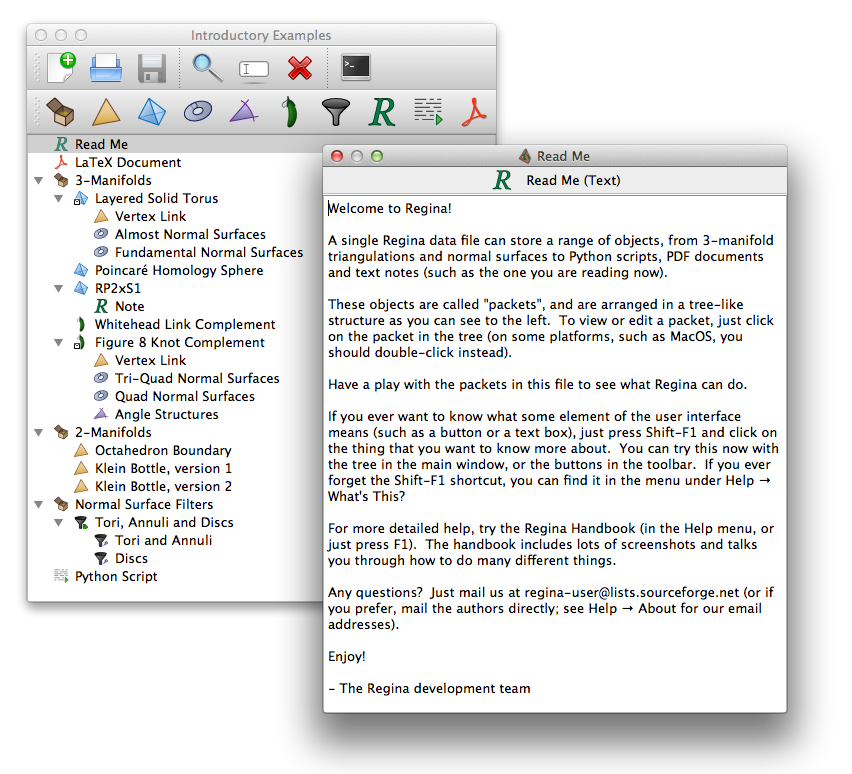 Introductory Examples
Read Me
LaTeX Document
3-Manifolds
Layered Solid Torus
Vertex Link
Almost Normal Surfaces
Fundamental Normal Surfaces
Poincaré Homology Sphere
RP2xS1
Note
Whitehead Link Complement
Figure 8 Knot Complement
Vertex Link
Tri-Quad Normal Surfaces
Quad Normal Surfaces
Angle Structures
2-Manifolds
Octahedron Boundary
Klein Bottle, version 1
Klein Bottle, version 2
Normal Surface Filters
Tori, Annuli and Discs
Tori and Annuli
Discs
Python Script
Read Me
Read Me (Text)
Welcome to Regina!
A single Regina data file can store a range of objects, from 3-manifold
triangulations and normal surfaces to Python scripts, PDF documents
and text notes (such as the one you are reading now).
These objects are called "packets", and are arranged in a tree-like
structure as you can see to the left.  To view or edit a packet, just click
on the packet in the tree (on some platforms, such as MacOS, you
should double-click instead).
Have a play with the packets in this file to see what Regina can do.
If you ever want to know what some element of the user interface
means (such as a button or a text box), just press Shift-F1 and click on
the thing that you want to know more about.  You can try this now with
the tree in the main window, or the buttons in the toolbar.  If you ever
forget the Shift-F1 shortcut, you can find it in the menu under Help →
What's This?
For more detailed help, try the Regina Handbook (in the Help menu, or
just press F1).  The handbook includes lots of screenshots and talks
you through how to do many different things.
Any questions?  Just mail us at regina-user@lists.sourceforge.net (or if
you prefer, mail the authors directly; see Help → About for our email
addresses).
Enjoy!
- The Regina development team